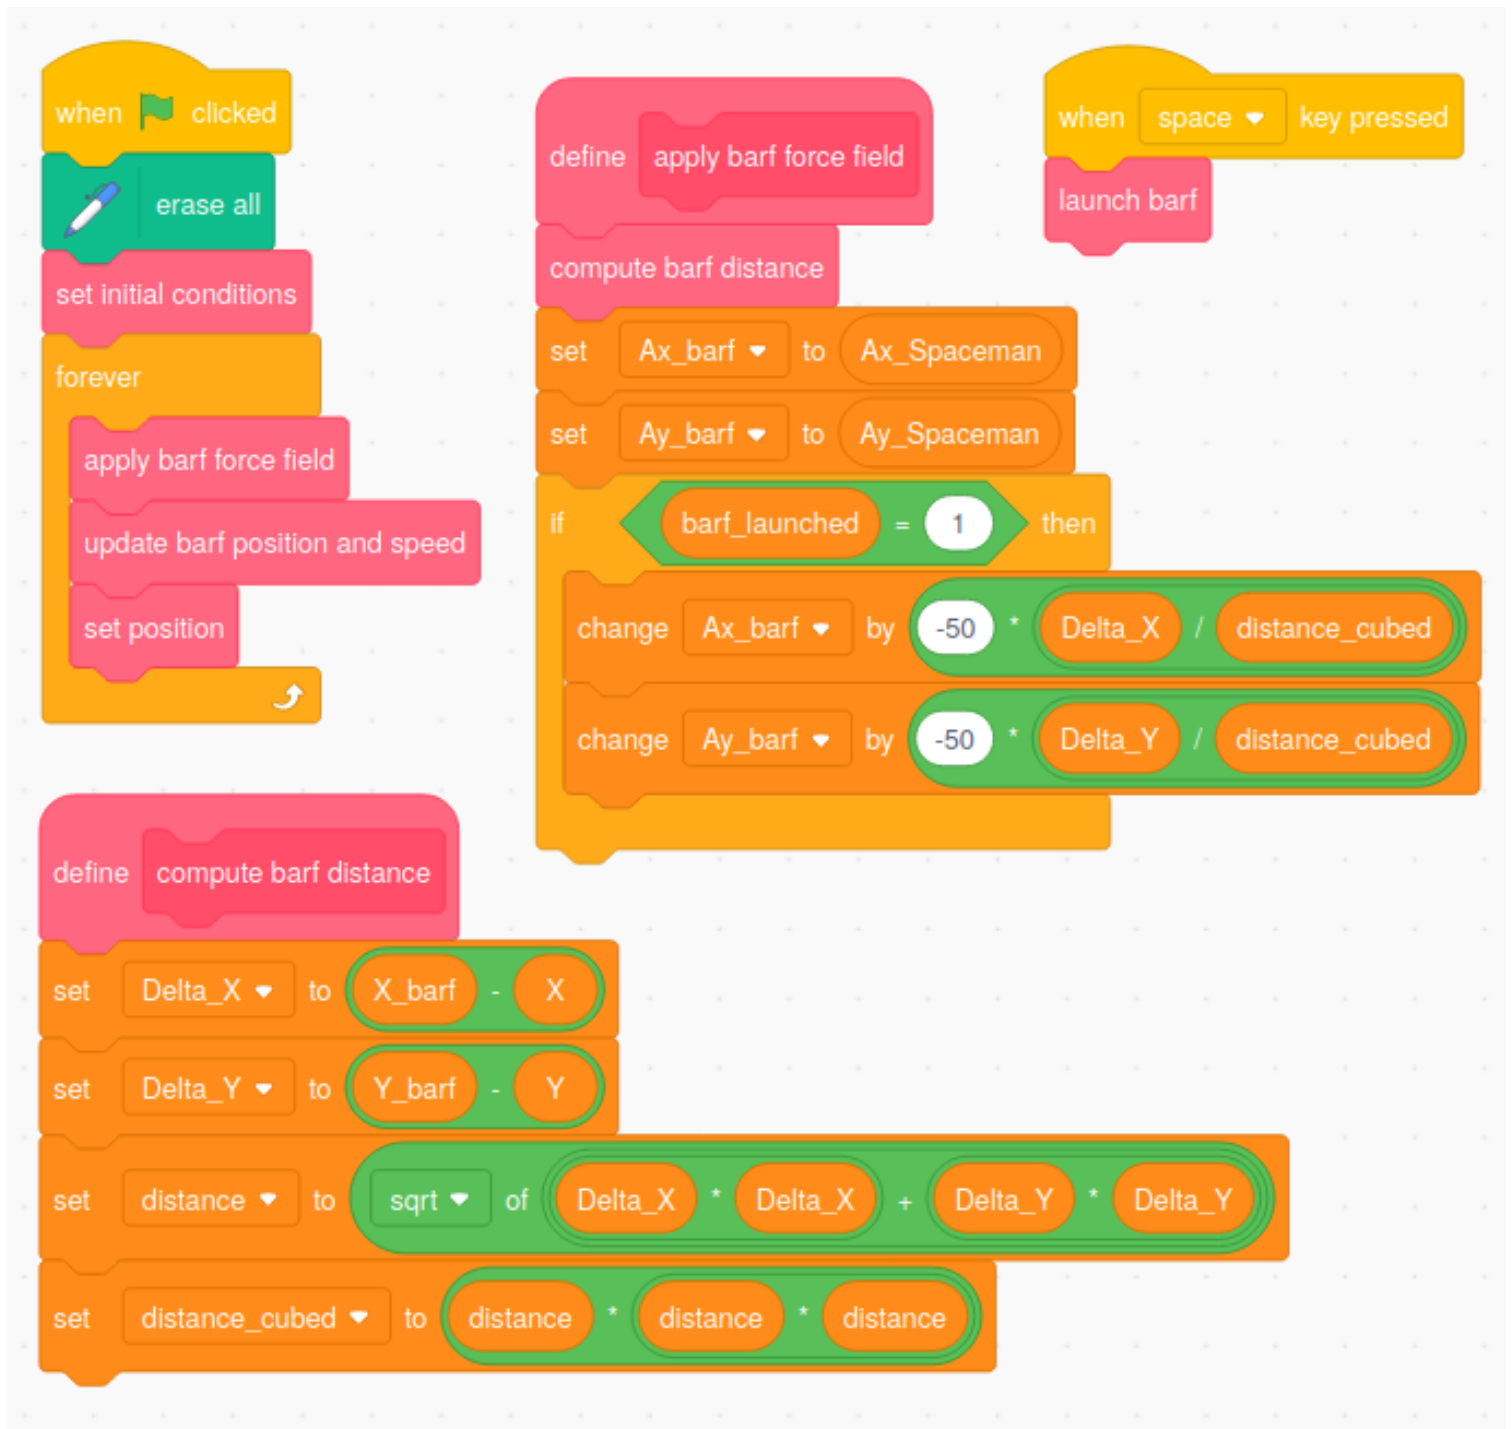 when clicked
erase all
set initial conditions
forever
apply barf force field
update barf position and speed
set position
define apply barf force field
compute barf distance
set Ax_barf to Ax_Spaceman
set Ay_barf to Ay_Spaceman
if barf_launched = 1 then
change Ax_barf by -50 * Delta_X / distance_cubed
change Ay_barf by -50 * Delta_Y / distance_cubed
when space key pressed
launch barf
define compute barf distance
set Delta_X to X_barf - X
set Delta_Y to Y_barf - Y
set distance to sqrt of Delta_X * Delta_X + Delta_Y * Delta_Y
set distance_cubed to distance * distance * distance